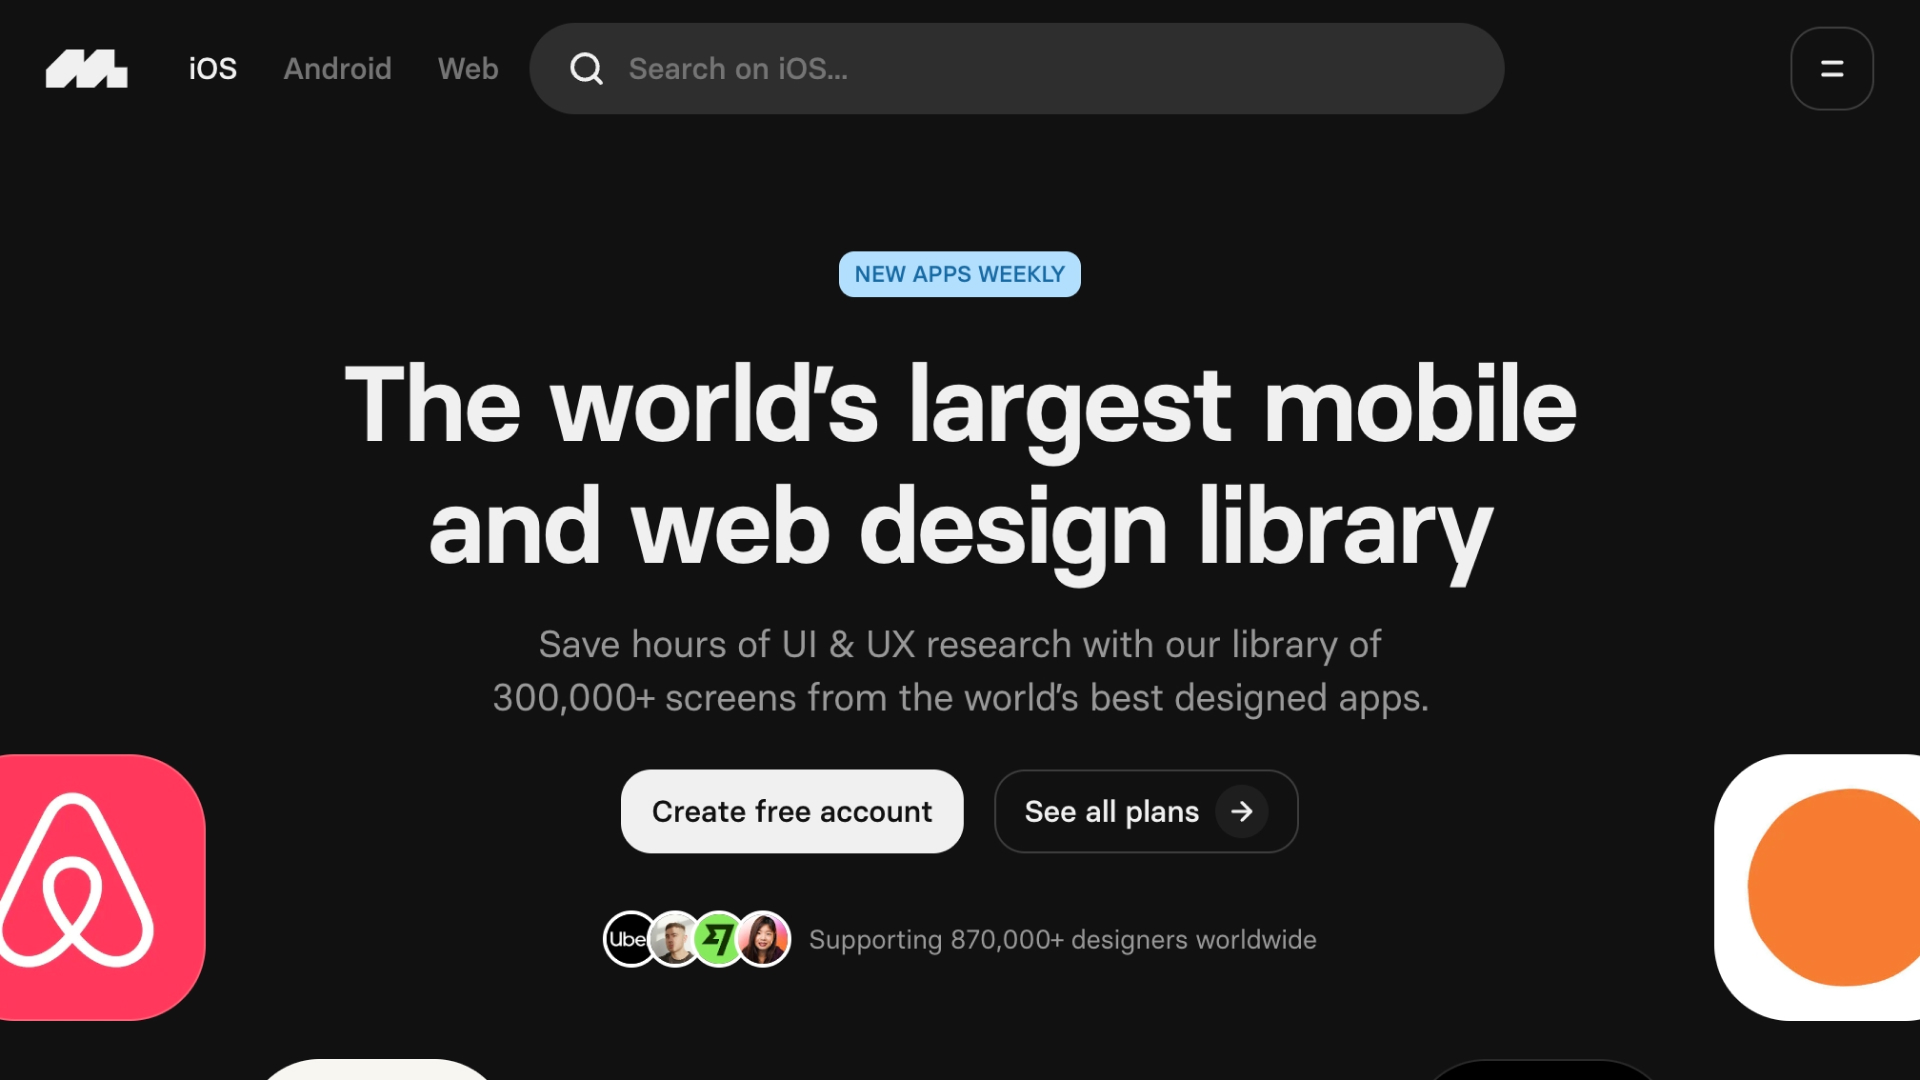 iOS
Android
Web
Search on iOS...
NEW APPS WEEKLY
The world’s largest mobile
and web design library
Save hours of UI & UX research with our library of
300,000+ screens from the world’s best designed apps.
Create free account
See all plans
Uber
Supporting 870,000+ designers worldwide